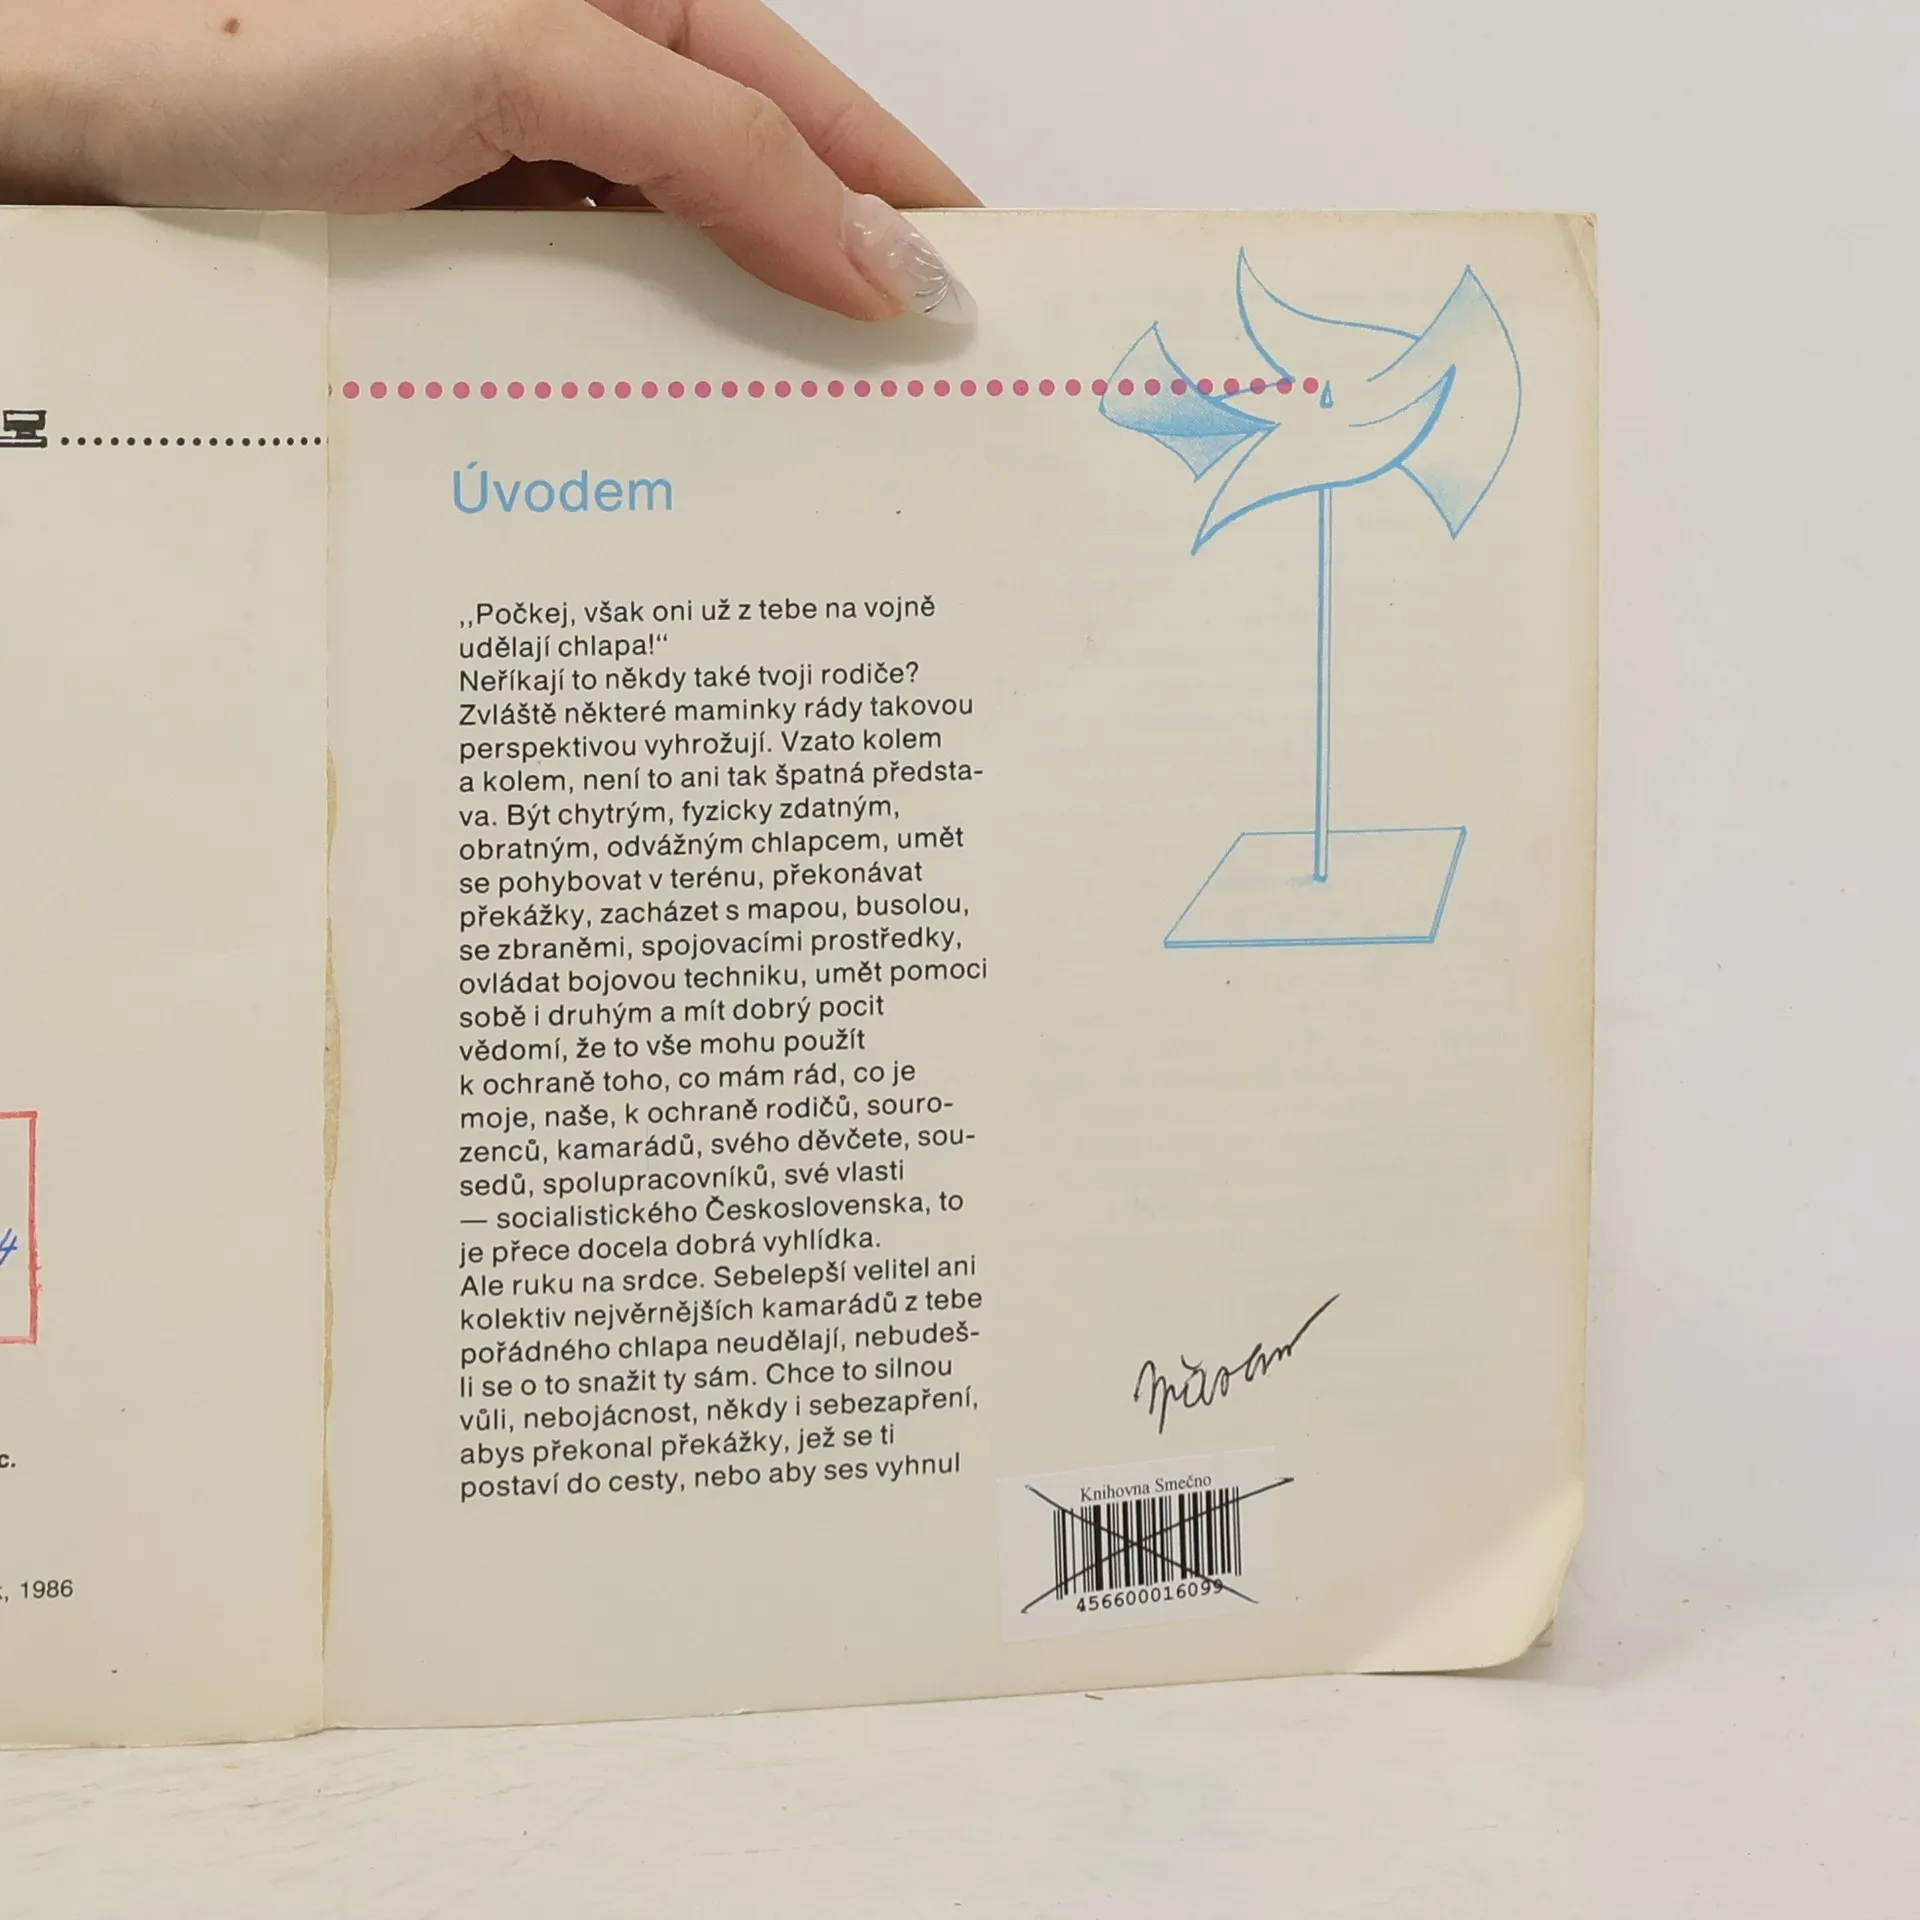 4
c.
, 1986
Úvodem
,,Počkej, však oni už z tebe na vojně
udělají chlapa!“
Neříkají to někdy také tvoji rodiče?
Zvláště některé maminky rády takovou
perspektivou vyhrožují. Vzato kolem
a kolem, není to ani tak špatná předsta-
va. Být chytrým, fyzicky zdatným,
obratným, odvážným chlapcem, umět
se pohybovat v terénu, překonávat
překážky, zacházet s mapou, busolou,
se zbraněmi, spojovacími prostředky,
ovládat bojovou techniku, umět pomoci
sobě i druhým a mít dobrý pocit
vědomí, že to vše mohu použít
k ochraně toho, co mám rád, co je
moje, naše, k ochraně rodičů, souro-
zenců, kamarádů, svého děvčete, sou-
sedů, spolupracovníků, své vlasti
— socialistického Československa, to
je přece docela dobrá vyhlídka.
Ale ruku na srdce. Sebelepší velitel ani
kolektiv nejvěrnějších kamarádů z tebe
pořádného chlapa neudělají, nebudeš-
li se o to snažit ty sám. Chce to silnou
vůli, nebojácnost, někdy i sebezapření,
abys překonal překážky, jež se ti
postaví do cesty, nebo aby ses vyhnul
Knihovna Smečno
456600016099